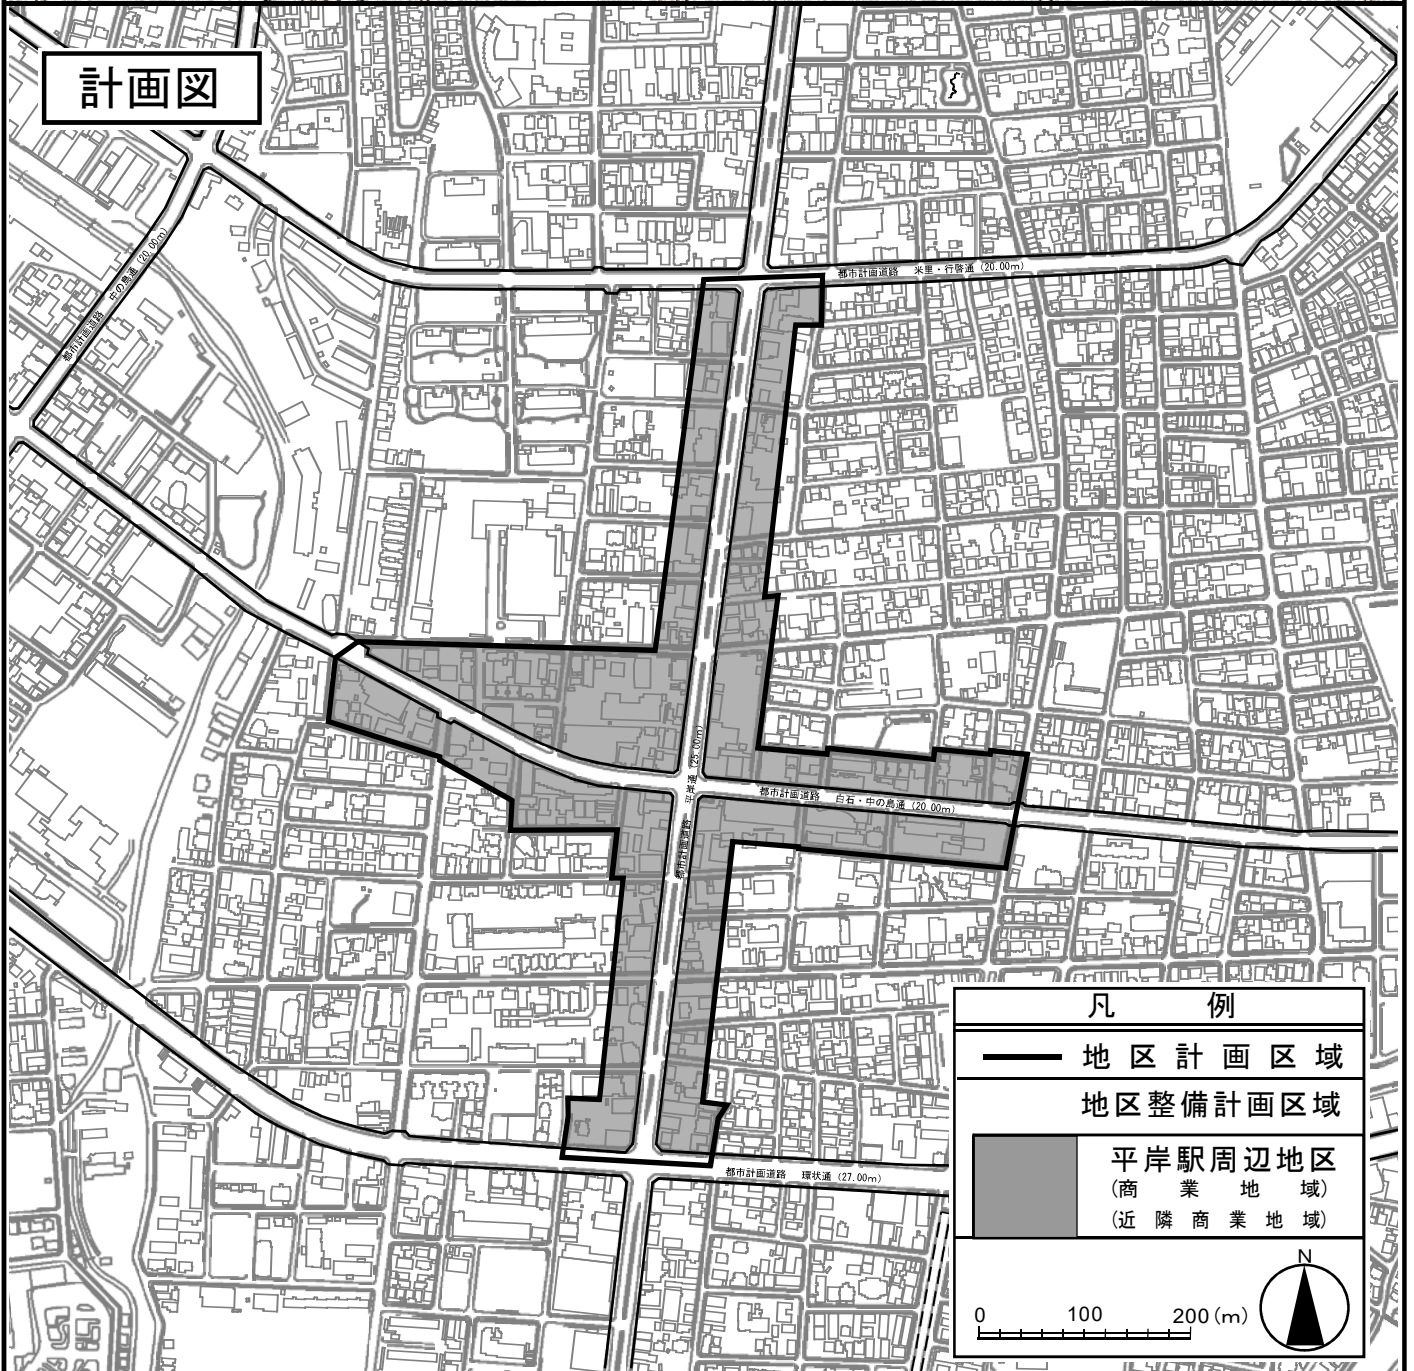 計画図
都市計画道路 中の島通 (20.00m)
都市計画道路 米里・行啓通 (20.00m)
都市計画道路 平岸通 (25.00m)
都市計画道路 白石・中の島通 (20.00m)
都市計画道路 環状通 (27.00m)
凡例
地区計画区域
地区整備計画区域
平岸駅周辺地区
(商業地域)
(近隣商業地域)
N
0 100 200 (m)